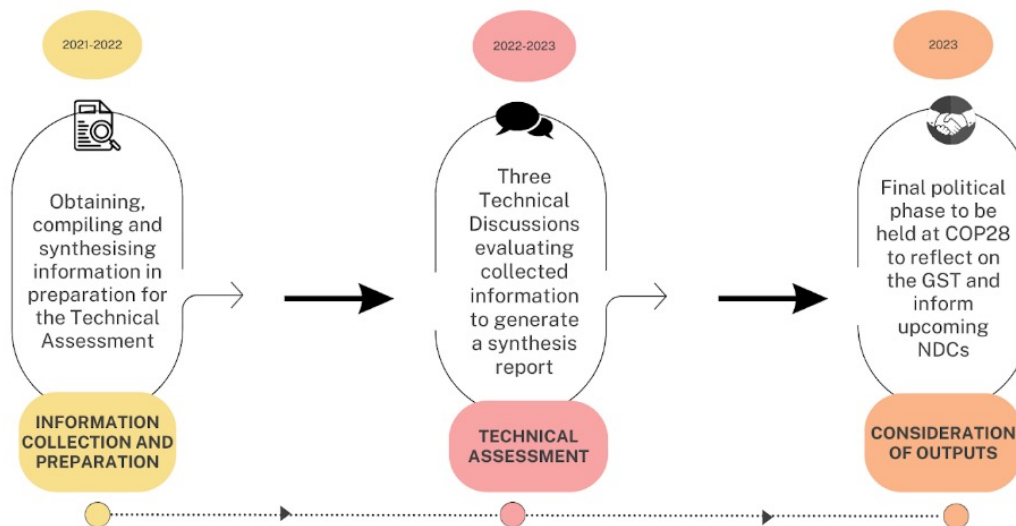 2021-2022
Obtaining,
compiling and
synthesising
information in
preparation for
the Technical
Assessment
INFORMATION
COLLECTION AND
PREPARATION
2022-2023
Three
Technical
Discussions
evaluating
collected
information
to generate
a synthesis
report
TECHNICAL
ASSESSMENT
2023
Final political
phase to be
held at COP28
to reflect on
the GST and
inform
upcoming
NDCs
CONSIDERATION
OF OUTPUTS